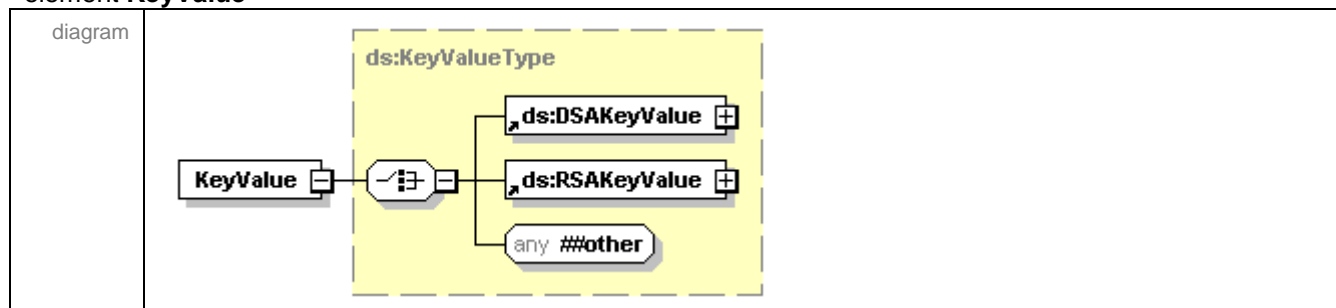 element KeyValue
diagram
ds:KeyValueType
ds:DSAKeyValue
KeyValue
ds:RSAKeyValue
any ##other